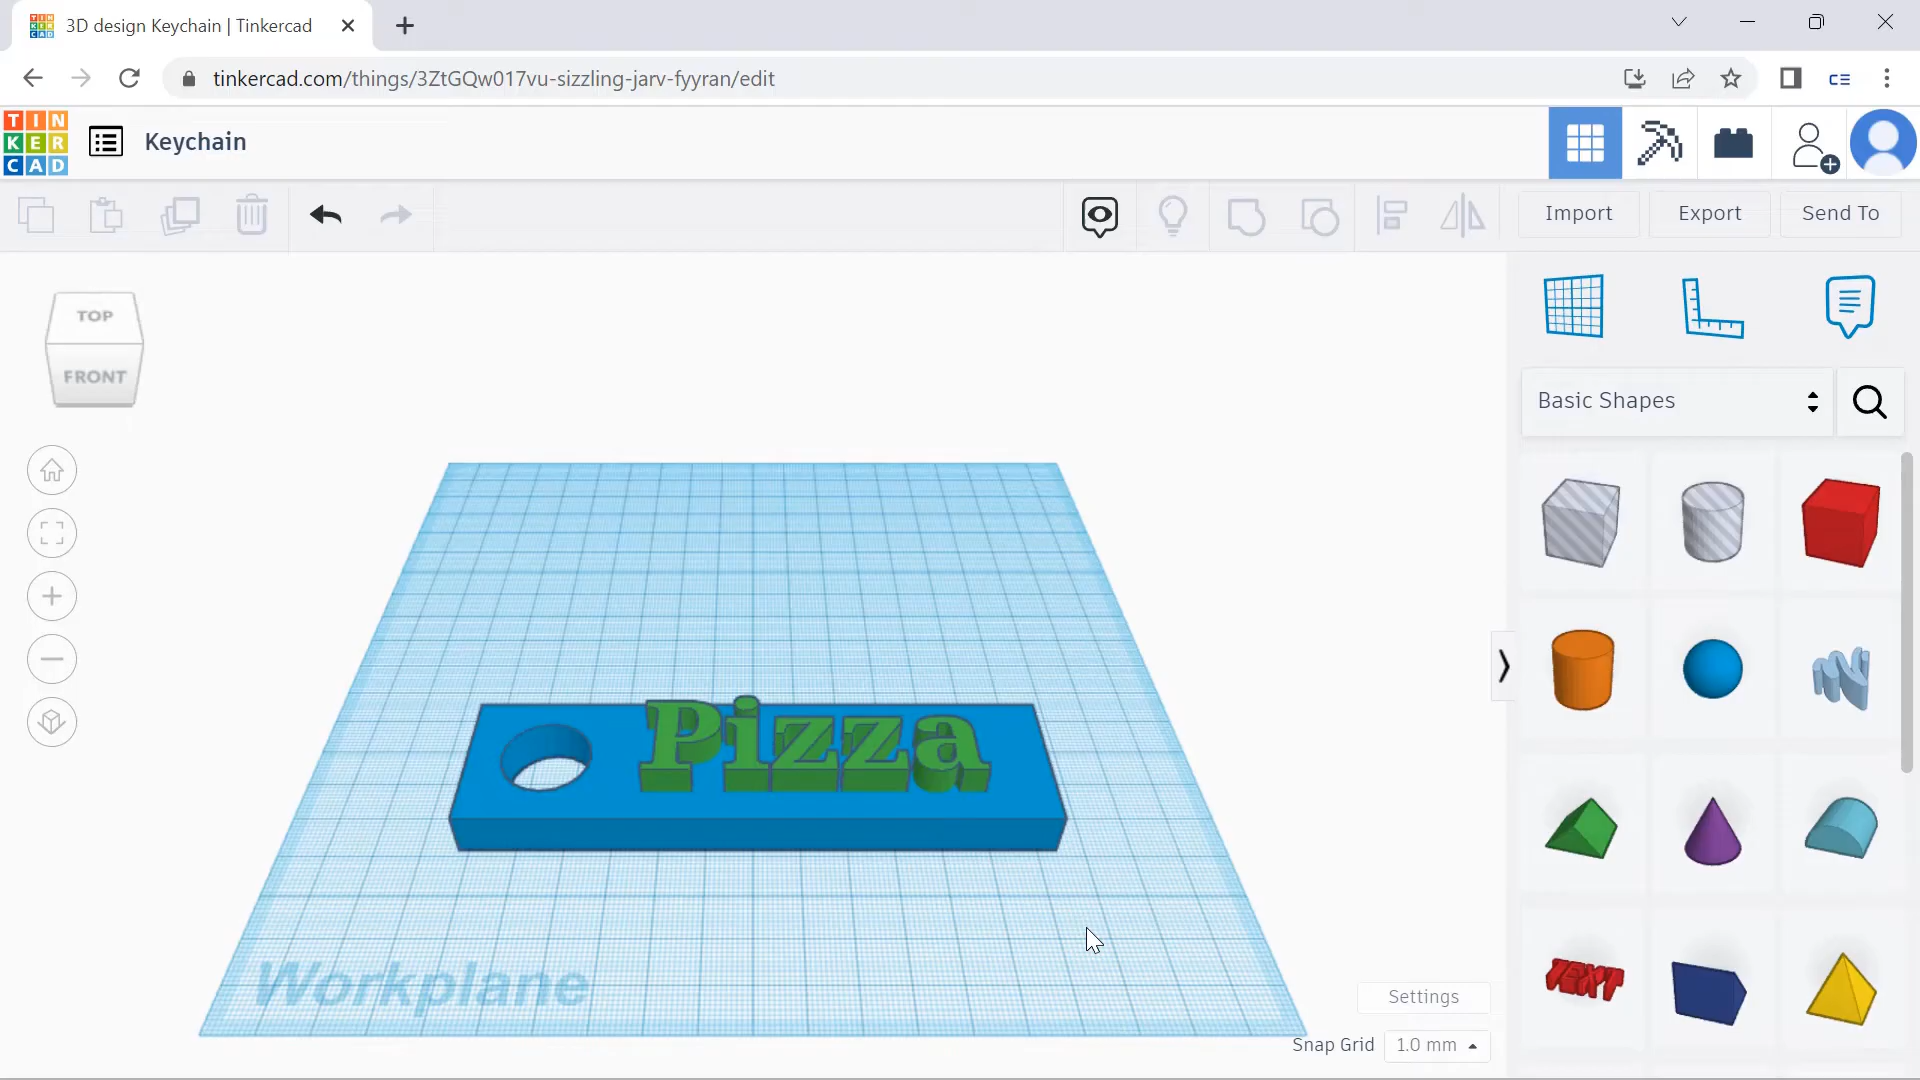 3D design Keychain | Tinkercad
tinkercad.com/things/3ZtGQw017vu-sizzling-jarv-fyyran/edit
TIN
KER
CAD
Keychain
Import
Export
Send To
TOP
FRONT
Basic Shapes
Pizza
TEXT
Workplane
Settings
Snap Grid 1.0 mm